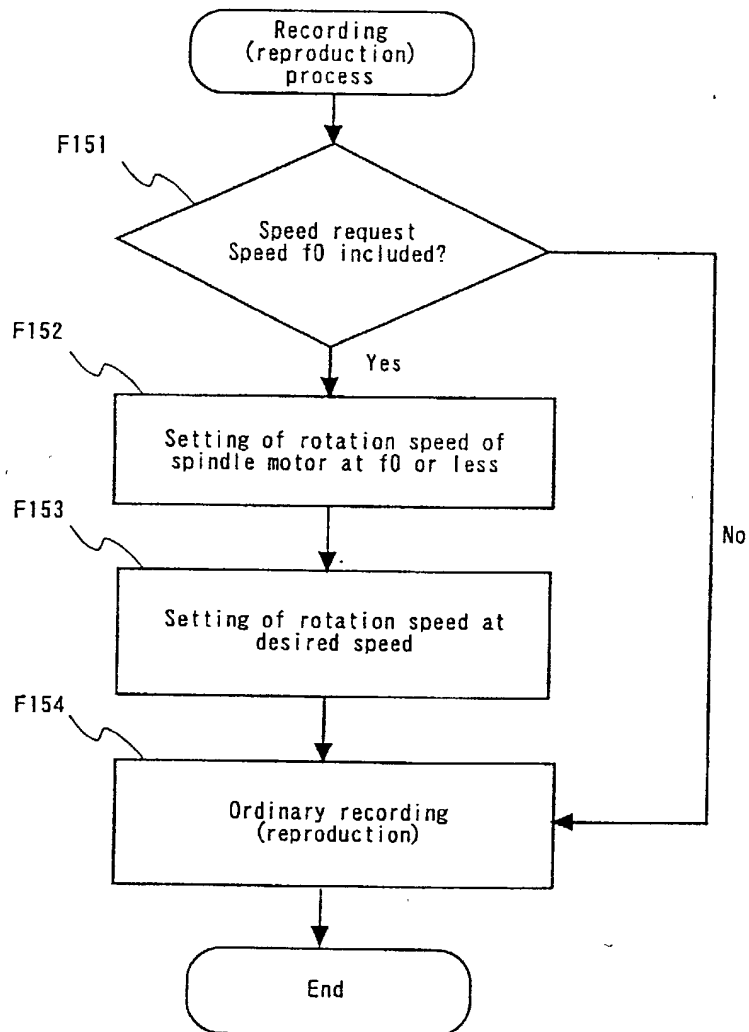 Recording
(reproduction)
process
F151
Speed request
Speed f0 included?
F152
Yes
Setting of rotation speed of
spindle motor at f0 or less
F153
No
Setting of rotation speed at
desired speed
F154
Ordinary recording
(reproduction)
End